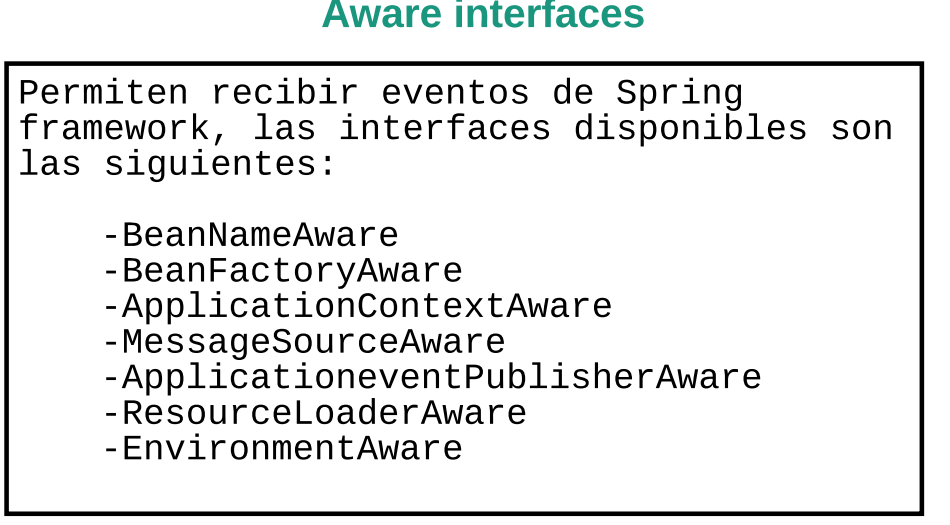 Aware interfaces
Permiten recibir eventos de Spring
framework, las interfaces disponibles son
las siguientes:
-BeanNameAware
-BeanFactoryAware
-ApplicationContextAware
-MessageSourceAware
-ApplicationeventPublisherAware
-ResourceLoaderAware
-EnvironmentAware